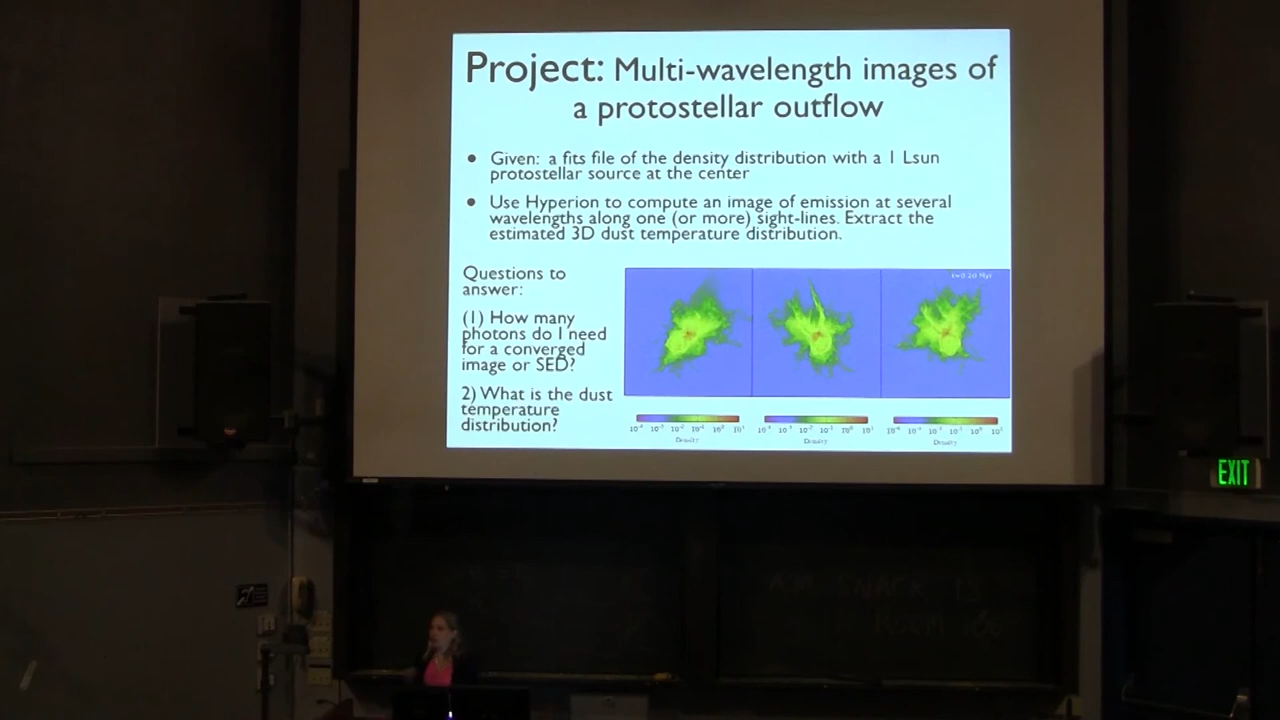 Project: Multi-wavelength images of
a protostellar outflow
• Given: a fits file of the density distribution with a 1 Lsun
protostellar source at the center
• Use Hyperion to compute an image of emission at several
wavelengths along one (or more) sight-lines. Extract the
estimated 3D dust temperature distribution.
Questions to
answer:
(1) How many
photons do I need
for a converged
image or SED?
2) What is the dust
temperature
distribution?
Density
Density
Density
EXIT